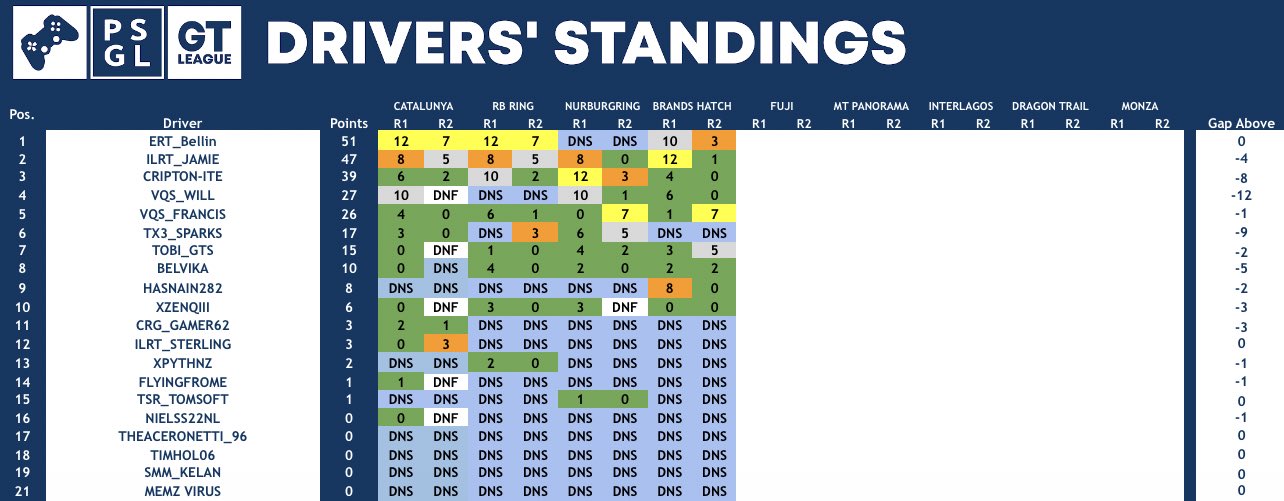 PS GL GT LEAGUE DRIVERS' STANDINGS
CATALUNYA RB RING NURBURGRING BRANDS HATCH FUJI MT PANORAMA INTERLAGOS DRAGON TRAIL MONZA
Pos. Driver Points R1 R2 R1 R2 R1 R2 R1 R2 R1 R2 R1 R2 R1 R2 R1 R2 R1 R2 Gap Above
1 ERT_Bellin 51 12 7 12 7 DNS DNS 10 3 0
2 ILRT_JAMIE 47 8 5 8 5 8 0 12 1 -4
3 CRIPTON-ITE 39 6 2 10 2 12 3 4 0 -8
4 VQS_WILL 27 10 DNF DNS DNS 10 1 6 0 -12
5 VQS_FRANCIS 26 4 0 6 1 0 7 1 7 -1
6 TX3_SPARKS 17 3 0 DNS 3 6 5 DNS DNS -9
7 TOBI_GTS 15 0 DNF 1 0 4 2 3 5 -2
8 BELVIKA 10 0 DNS 4 0 2 0 2 2 -5
9 HASNAIN282 8 DNS DNS DNS DNS DNS DNS 8 0 -2
10 XZENQIII 6 0 DNF 3 0 3 DNF 0 0 -3
11 CRG_GAMER62 3 2 1 DNS DNS DNS DNS DNS DNS -3
12 ILRT_STERLING 3 0 3 DNS DNS DNS DNS DNS DNS 0
13 XPYTHNZ 2 DNS DNS 2 0 DNS DNS DNS DNS -1
14 FLYINGFROME 1 1 DNF DNS DNS DNS DNS DNS DNS -1
15 TSR_TOMSOFT 1 DNS DNS DNS DNS 1 0 DNS DNS 0
16 NIELSS22NL 0 0 DNF DNS DNS DNS DNS DNS DNS -1
17 THEACERONETTI_96 0 DNS DNS DNS DNS DNS DNS DNS DNS 0
18 TIMHOL06 0 DNS DNS DNS DNS DNS DNS DNS DNS 0
19 SMM_KELAN 0 DNS DNS DNS DNS DNS DNS DNS DNS 0
21 MEMZ VIRUS 0 DNS DNS DNS DNS DNS DNS DNS DNS 0